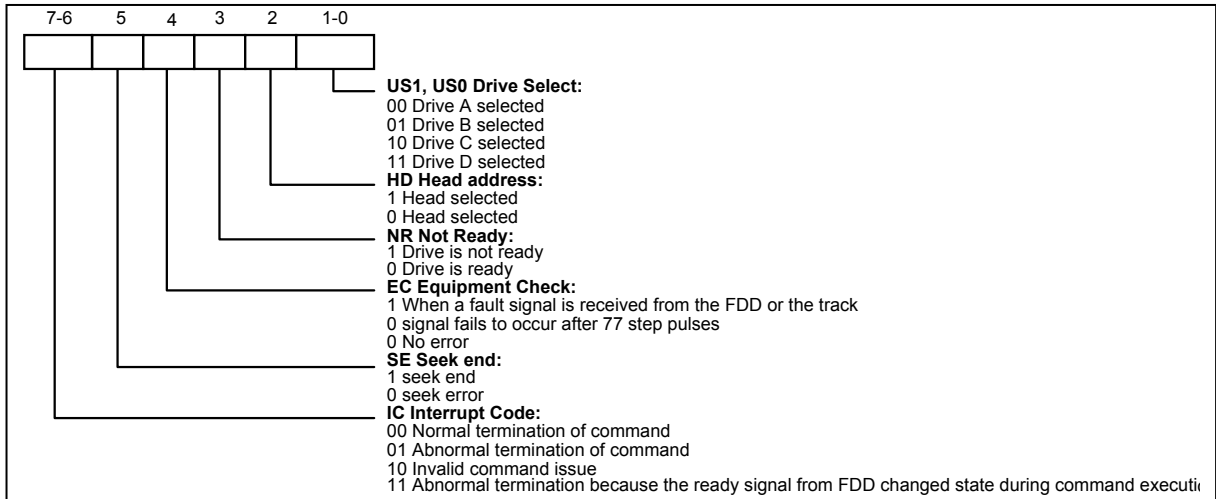 7-6 5 4 3 2 1-0
US1, US0 Drive Select:
00 Drive A selected
01 Drive B selected
10 Drive C selected
11 Drive D selected
HD Head address:
1 Head selected
0 Head selected
NR Not Ready:
1 Drive is not ready
0 Drive is ready
EC Equipment Check:
1 When a fault signal is received from the FDD or the track
0 signal fails to occur after 77 step pulses
0 No error
SE Seek end:
1 seek end
0 seek error
IC Interrupt Code:
00 Normal termination of command
01 Abnormal termination of command
10 Invalid command issue
11 Abnormal termination because the ready signal from FDD changed state during command